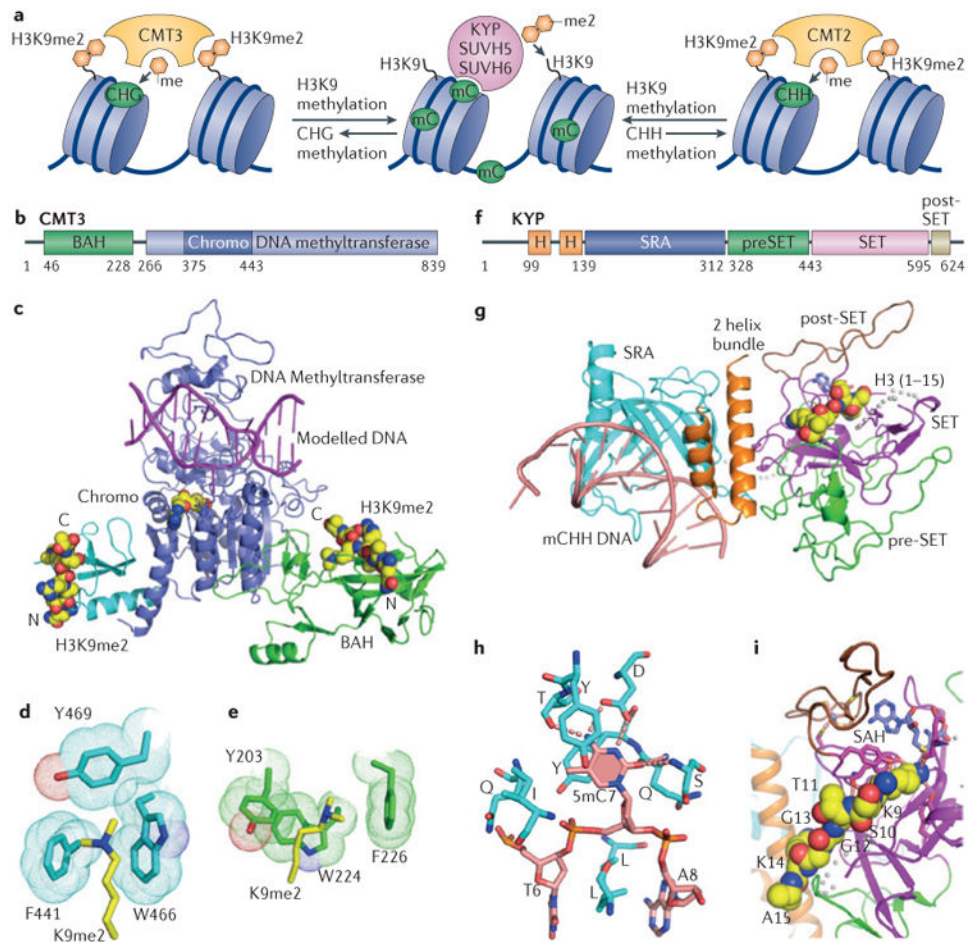 a
H3K9me2
CMT3
H3K9me2
me
CHG
H3K9
methylation
CHG
methylation
KYP
SUVH5
SUVH6
me2
H3K9
H3K9
mC
mC
mC
H3K9
methylation
CHH
methylation
H3K9me2
CMT2
H3K9me2
me
CHH
b CMT3
BAH
Chromo
DNA methyltransferase
1 46 228 266 375 443 839
f KYP
post-
SET
H H SRA preSET SET
1 99 139 312 328 443 595 624
c
DNA Methyltransferase
Modelled DNA
Chromo
C
N
H3K9me2
C
H3K9me2
N
BAH
g
SRA
2 helix
bundle
post-SET
H3 (1–15)
SET
mCHH DNA
pre-SET
d
Y469
F441
W466
K9me2
e
Y203
K9me2
W224
F226
h
T
Y
D
Y
5mC7
Q
S
Q
I
T6
L
L
A8
i
SAH
T11
K9
G13
S10
G12
K14
A15